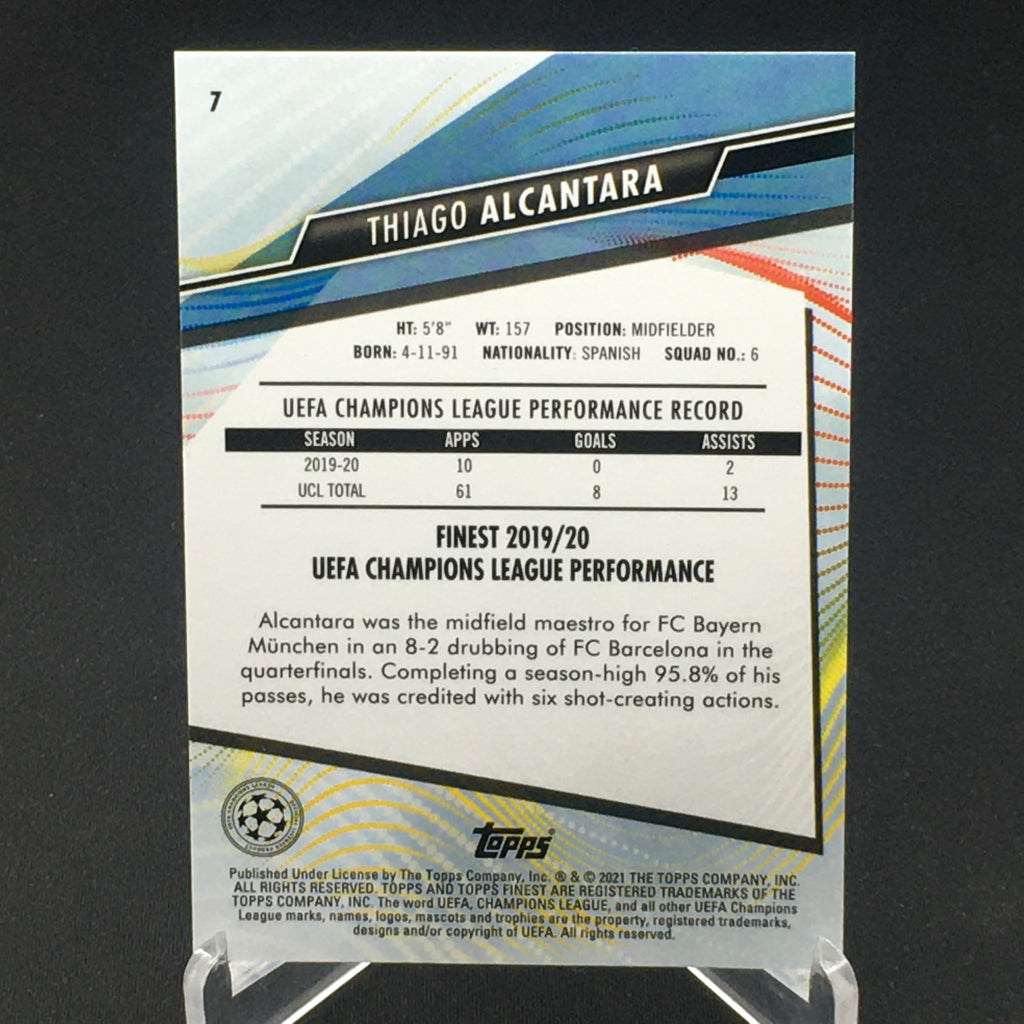 7
THIAGO ALCANTARA
HT: 5'8" WT: 157 POSITION: MIDFIELDER
BORN: 4-11-91 NATIONALITY: SPANISH SQUAD NO.: 6
UEFA CHAMPIONS LEAGUE PERFORMANCE RECORD
SEASON APPS GOALS ASSISTS
2019-20 10 0 2
UCL TOTAL 61 8 13
FINEST 2019/20
UEFA CHAMPIONS LEAGUE PERFORMANCE
Alcantara was the midfield maestro for FC Bayern
München in an 8-2 drubbing of FC Barcelona in the
quarterfinals. Completing a season-high 95.8% of his
passes, he was credited with six shot-creating actions.
topps®
Published Under License by The Topps Company, Inc. ® & © 2021 THE TOPPS COMPANY, INC.
ALL RIGHTS RESERVED. TOPPS AND TOPPS FINEST ARE REGISTERED TRADEMARKS OF THE
TOPPS COMPANY, INC. The word UEFA, CHAMPIONS LEAGUE, and all other UEFA Champions
League marks, names, logos, mascots and trophies are the property, registered trademarks,
designs and/or copyright of UEFA. All rights reserved.